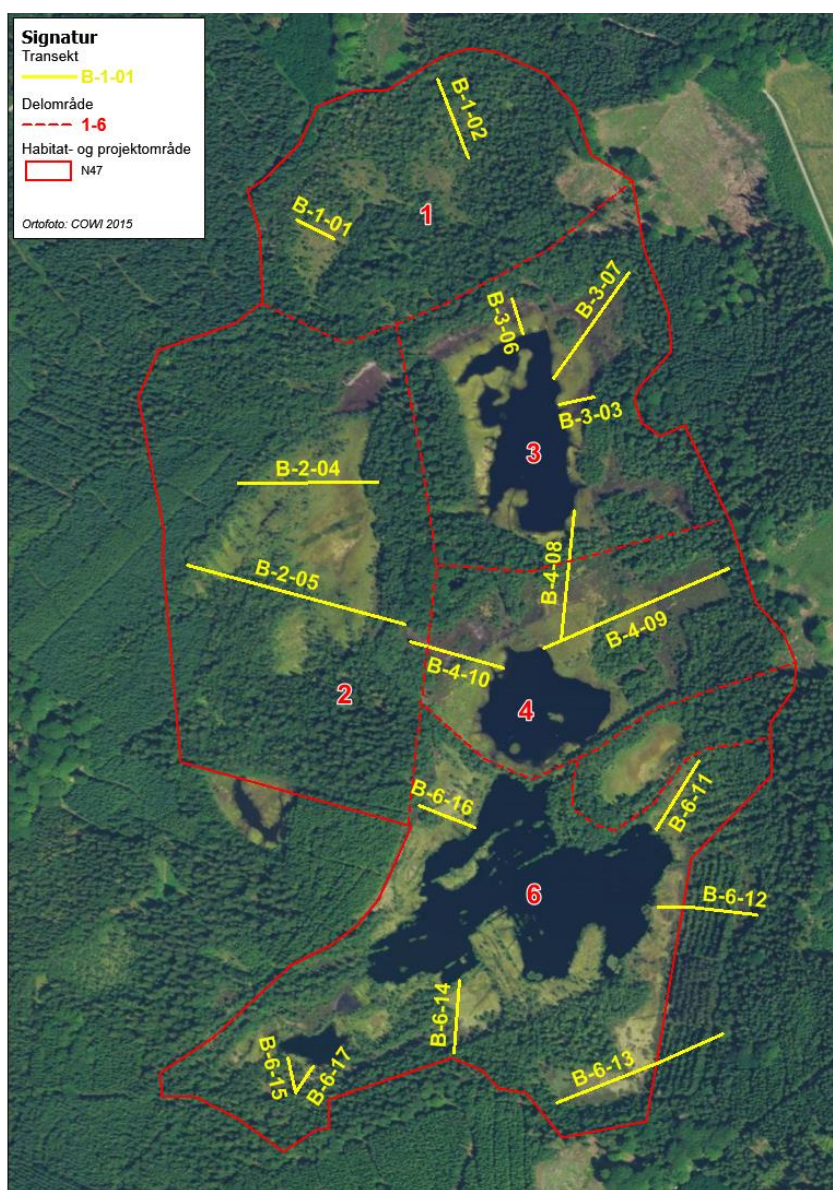 Signatur
Transekt
B-1-01
Delområde
1-6
Habitat- og projektområde
N47
Ortofoto: COWI 2015
B-1-02
B-1-01
1
B-3-07
B-3-06
B-3-03
3
B-2-04
B-2-05
B-4-08
B-4-09
B-4-10
2
4
B-6-16
B-6-11
6
B-6-12
B-6-14
B-6-15
B-6-17
B-6-13